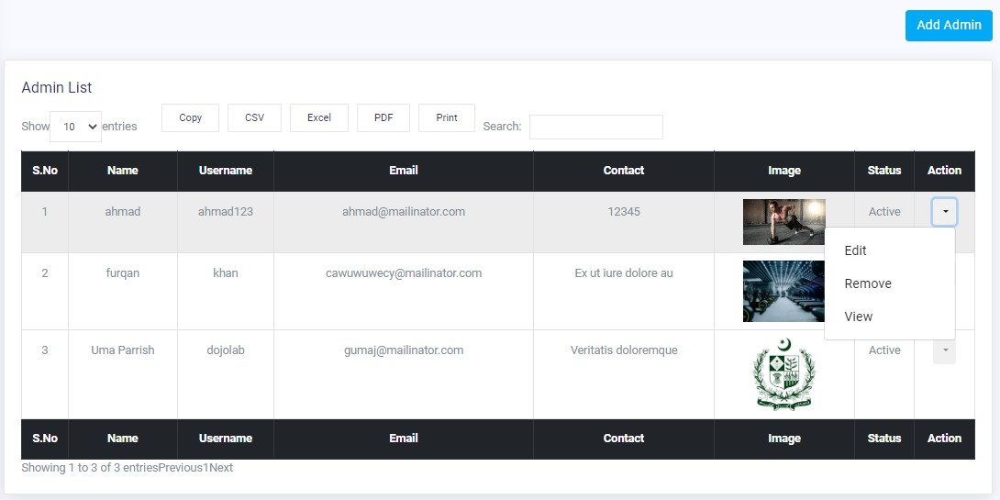 Add Admin
Admin List
Show 10 entries Copy CSV Excel PDF Print Search:
S.No Name Username Email Contact Image Status Action
1 ahmad ahmad123 ahmad@mailinator.com 12345 Active
Edit
2 furqan khan cawuwuwecy@mailinator.com Ex ut iure dolore au
Remove
View
3 Uma Parrish dojolab gumaj@mailinator.com Veritatis doloremque Active
S.No Name Username Email Contact Image Status Action
Showing 1 to 3 of 3 entriesPrevious1Next